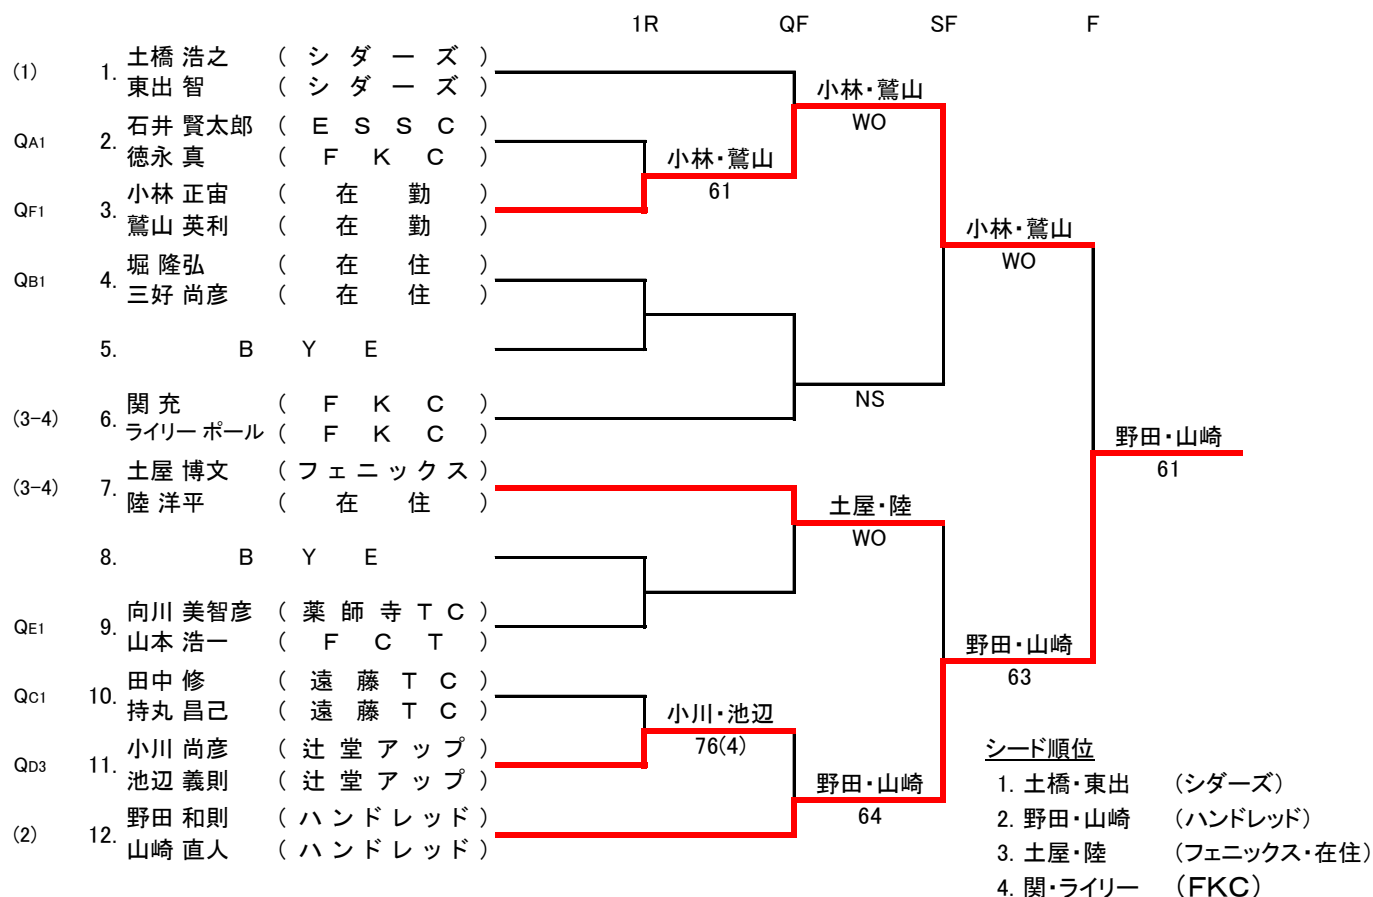 1R QF SF F
(1) 1. 土橋 浩之 (シダーズ)
東出 智 (シダーズ)
小林・鷲山
WO
QA1 2. 石井 賢太郎 (ESSC)
徳永 真 (FKC)
小林・鷲山
61
QF1 3. 小林 正宙 (在勤)
鷲山 英利 (在勤)
小林・鷲山
WO
QB1 4. 堀 隆弘 (在住)
三好 尚彦 (在住)
5. BYE
NS
(3-4) 6. 関 充 (FKC)
ライリー ポール (FKC)
野田・山崎
61
(3-4) 7. 土屋 博文 (フェニックス)
陸 洋平 (在住)
土屋・陸
WO
8. BYE
QE1 9. 向川 美智彦 (薬師寺TC)
山本 浩一 (FCT)
野田・山崎
63
QC1 10. 田中 修 (遠藤TC)
持丸 昌己 (遠藤TC)
小川・池辺
76(4)
QD3 11. 小川 尚彦 (辻堂アップ)
池辺 義則 (辻堂アップ)
野田・山崎
64
(2) 12. 野田 和則 (ハンドレッド)
山崎 直人 (ハンドレッド)
シード順位
1. 土橋・東出 (シダーズ)
2. 野田・山崎 (ハンドレッド)
3. 土屋・陸 (フェニックス・在住)
4. 関・ライリー (FKC)